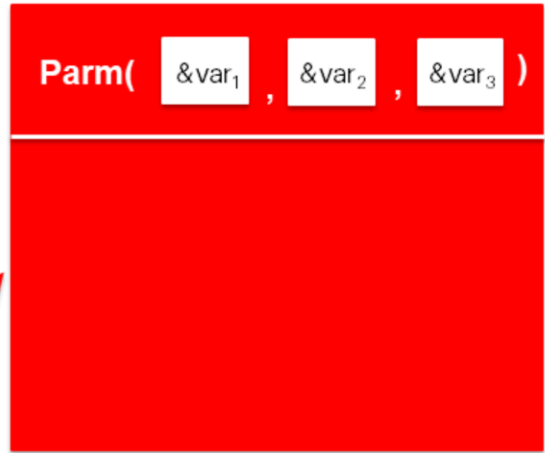 Parm( &var₁ , &var₂ , &var₃ )